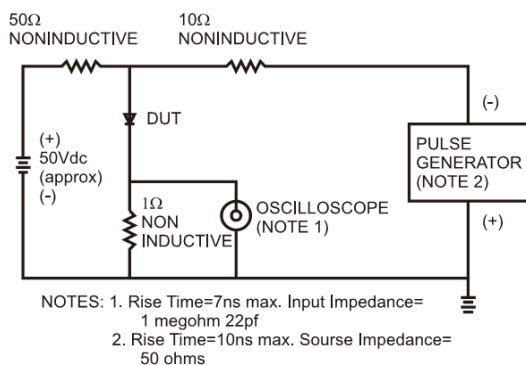 50Ω
NONINDUCTIVE
10Ω
NONINDUCTIVE
DUT
(+)
50Vdc
(approx)
(-)
1Ω
NON
INDUCTIVE
OSCILLOSCOPE
(NOTE 1)
(-)
PULSE
GENERATOR
(NOTE 2)
(+)
NOTES: 1. Rise Time=7ns max. Input Impedance=
1 megohm 22pf
2. Rise Time=10ns max. Sourse Impedance=
50 ohms